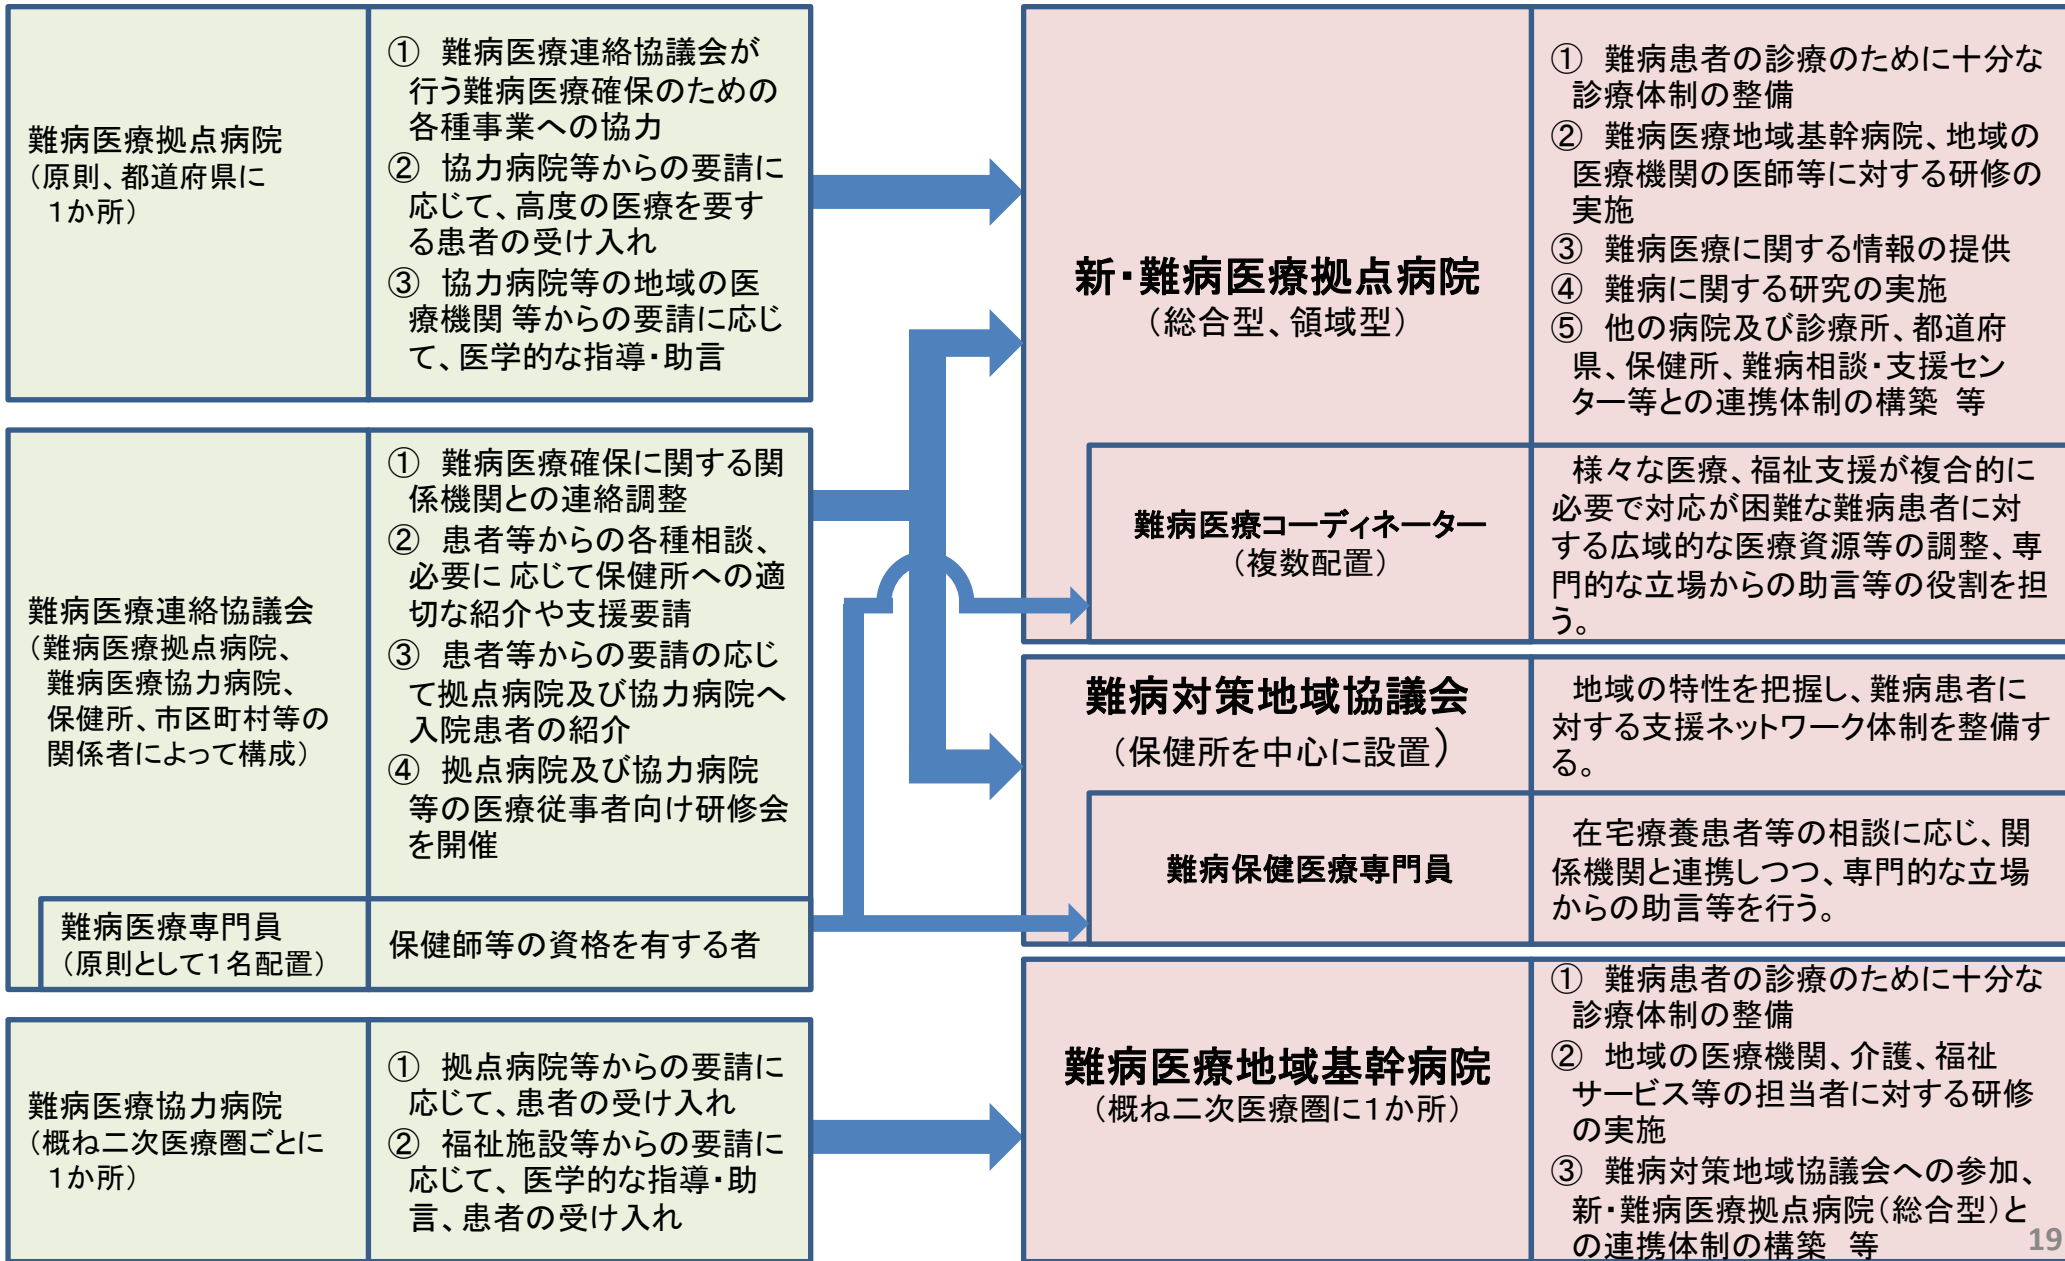 難病医療拠点病院
（原則、都道府県に
1か所）
① 難病医療連絡協議会が
行う難病医療確保のための
各種事業への協力
② 協力病院等からの要請に
応じて、高度の医療を要す
る患者の受け入れ
③ 協力病院等の地域の医
療機関 等からの要請に応じ
て、医学的な指導・助言
難病医療連絡協議会
（難病医療拠点病院、
難病医療協力病院、
保健所、市区町村等の
関係者によって構成）
① 難病医療確保に関する関
係機関との連絡調整
② 患者等からの各種相談、
必要に 応じて保健所への適
切な紹介や支援要請
③ 患者等からの要請の応じ
て拠点病院及び協力病院へ
入院患者の紹介
④ 拠点病院及び協力病院
等の医療従事者向け研修会
を開催
難病医療専門員
（原則として１名配置）
保健師等の資格を有する者
難病医療協力病院
（概ね二次医療圏ごとに
1か所）
① 拠点病院等からの要請に
応じて、患者の受け入れ
② 福祉施設等からの要請に
応じて、医学的な指導・助
言、患者の受け入れ
新・難病医療拠点病院
（総合型、領域型）
① 難病患者の診療のために十分な
診療体制の整備
② 難病医療地域基幹病院、地域の
医療機関の医師等に対する研修の
実施
③ 難病医療に関する情報の提供
④ 難病に関する研究の実施
⑤ 他の病院及び診療所、都道府
県、保健所、難病相談・支援セン
ター等との連携体制の構築 等
難病医療コーディネーター
（複数配置）
様々な医療、福祉支援が複合的に
必要で対応が困難な難病患者に対
する広域的な医療資源等の調整、専
門的な立場からの助言等の役割を担
う。
難病対策地域協議会
（保健所を中心に設置）
地域の特性を把握し、難病患者に
対する支援ネットワーク体制を整備す
る。
難病保健医療専門員
在宅療養患者等の相談に応じ、関
係機関と連携しつつ、専門的な立場
からの助言等を行う。
難病医療地域基幹病院
（概ね二次医療圏に１か所）
① 難病患者の診療のために十分な
診療体制の整備
② 地域の医療機関、介護、福祉
サービス等の担当者に対する研修
の実施
③ 難病対策地域協議会への参加、
新・難病医療拠点病院（総合型）と
の連携体制の構築 等
19